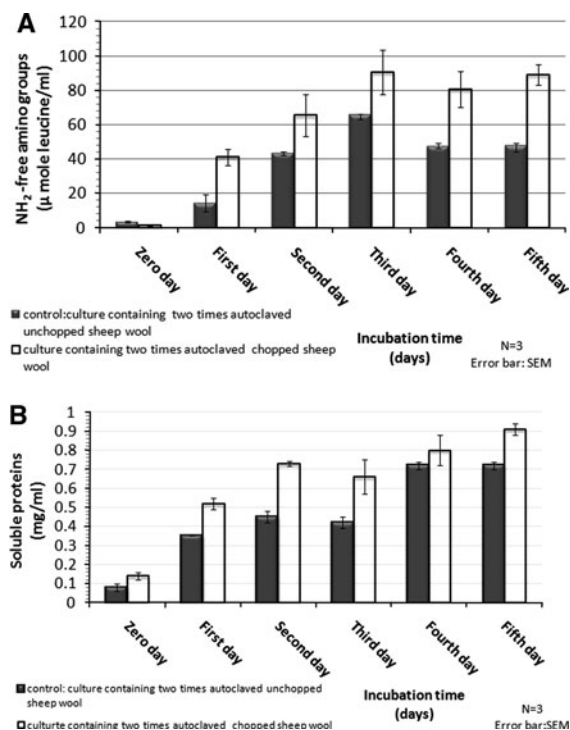 A
NH2-free amino groups
(μ mole leucine/ml)
120
100
80
60
40
20
0
Zero day
First day
Second day
Third day
Fourth day
Fifth day
control:culture containing two times autoclaved
unchopped sheep wool
culture containing two times autoclaved chopped sheep
wool
Incubation time
(days)
N=3
Error bar: SEM
B
Soluble proteins
(mg/ml)
1
0.9
0.8
0.7
0.6
0.5
0.4
0.3
0.2
0.1
0
Zero day
First day
Second day
Third day
Fourth day
Fifth day
control: culture containing two times autoclaved unchopped
sheep wool
culturte containing two times autoclaved chopped sheep wool
Incubation time
(days)
N=3
Error bar:SEM